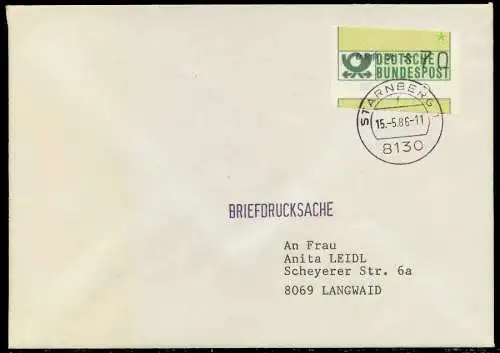 DEUTSCHE
BUNDESPOST
STARNBERG 1
15.-5.86-11
8130
BRIEFDRUCKSACHE
An Frau
Anita LEIDL
Scheyerer Str. 6a
8069 LANGWAID